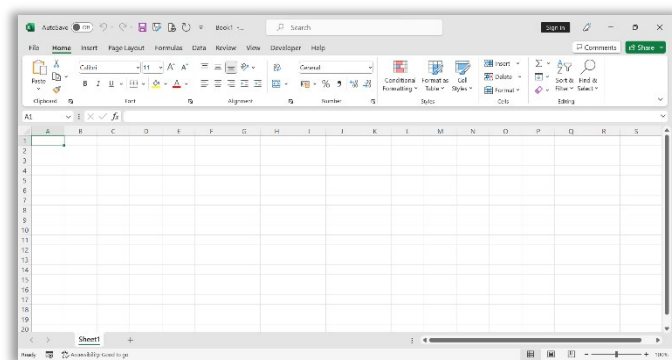 AutoSave Off Book1 -... Search Sign in
File Home Insert Page Layout Formulas Data Review View Developer Help Comments Share
Calibri 11 General Insert
Paste B I U A $ % Conditional Formatting Format as Table Cell Styles Delete Format Sort & Filter Find & Select
Clipboard Font Alignment Number Styles Cells Editing
A1 fx
A B C D E F G H I J K L M N O P Q R S
1
2
3
4
5
6
7
8
9
10
11
12
13
14
15
16
17
18
19
20
Sheet1
Ready Accessibility: Good to go 100%